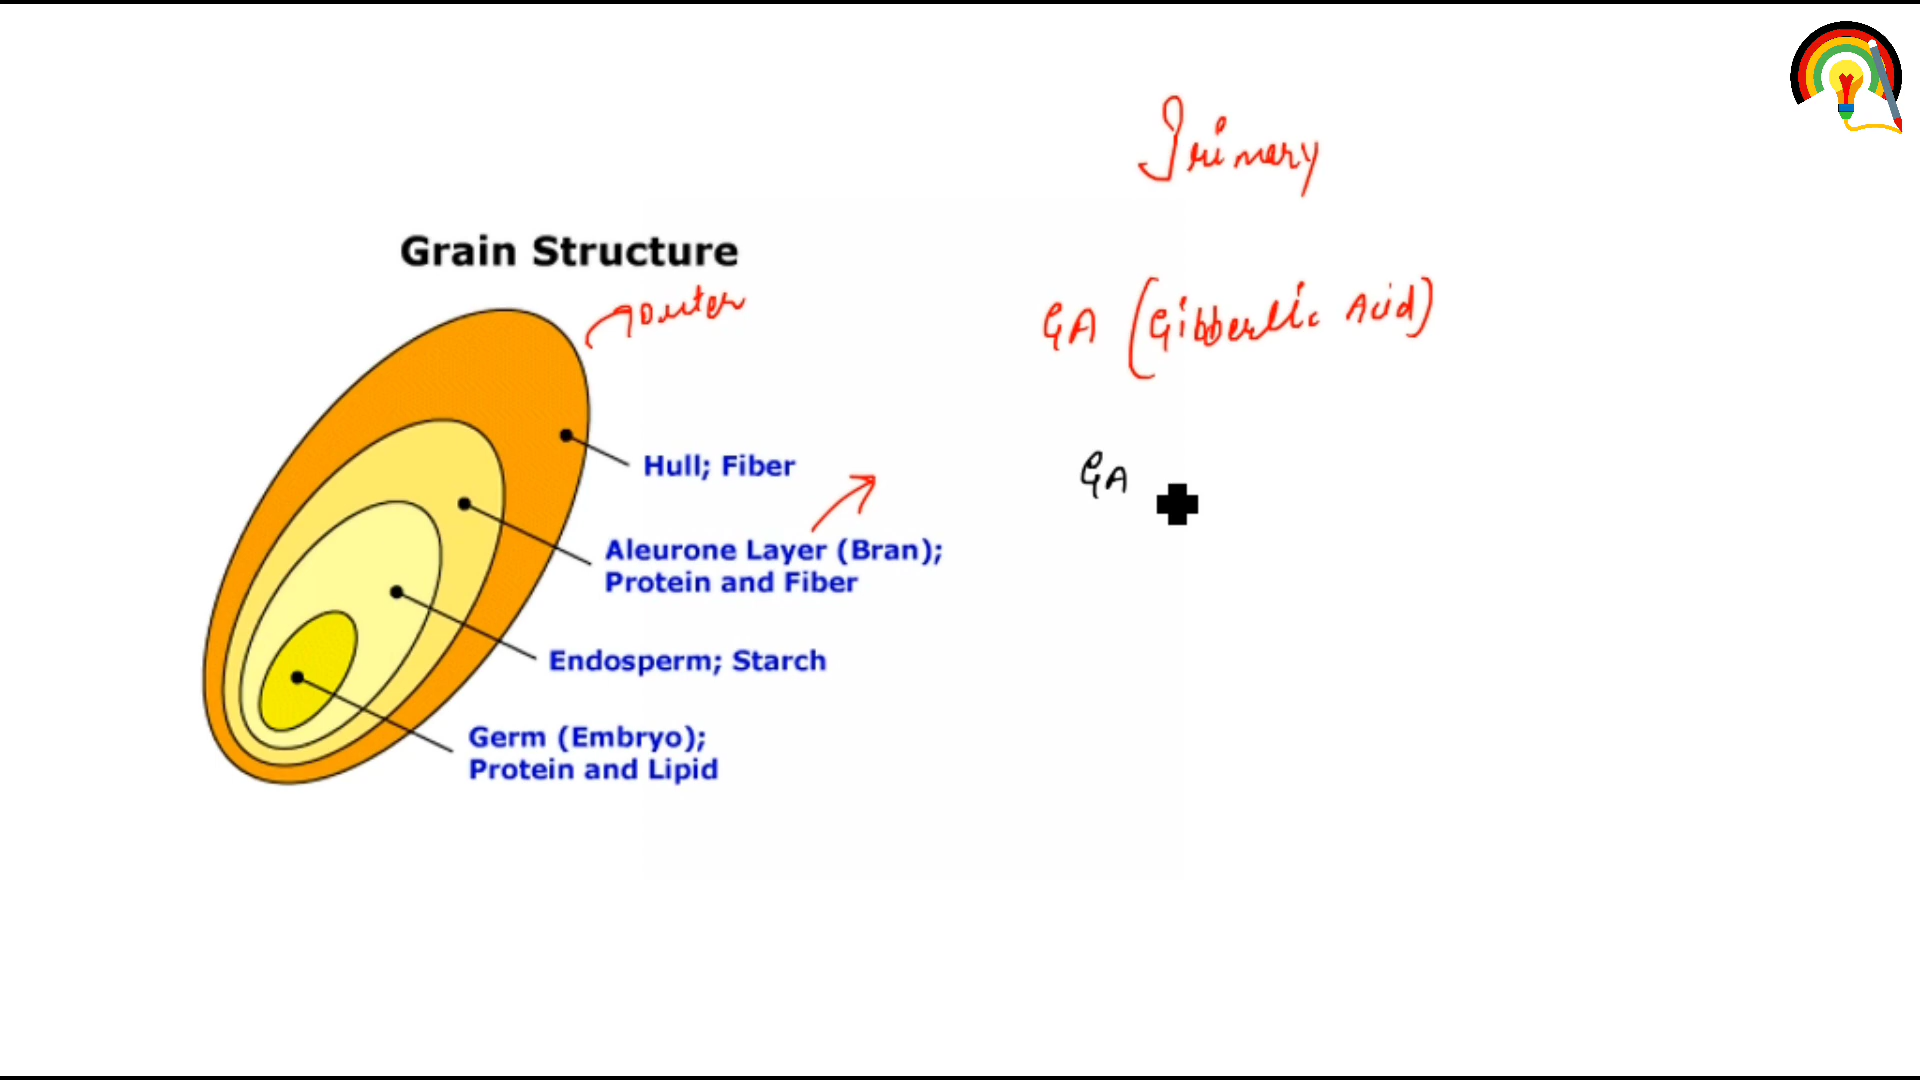 Primary
Grain Structure
Outer
GA (Gibberllic Acid)
Hull; Fiber
GA
Aleurone Layer (Bran);
Protein and Fiber
Endosperm; Starch
Germ (Embryo);
Protein and Lipid